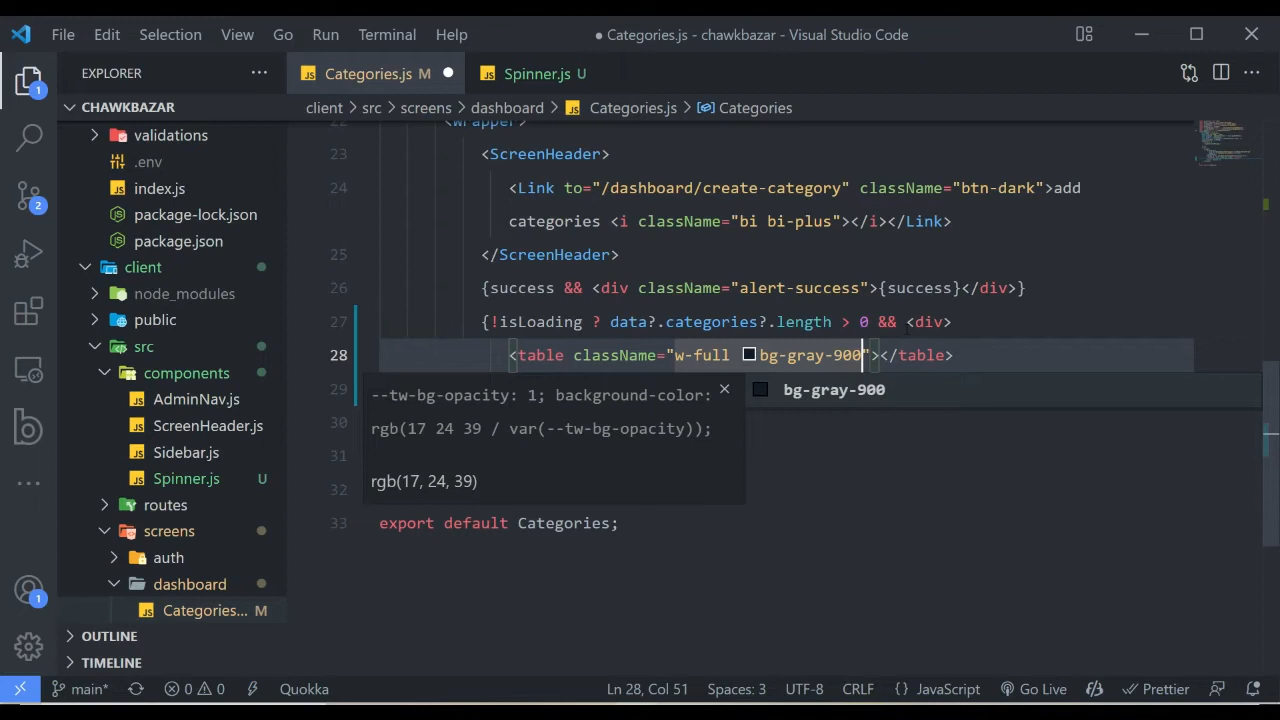 File Edit Selection View Go Run Terminal Help
● Categories.js - chawkbazar - Visual Studio Code
EXPLORER
Categories.js M
Spinner.js U
CHAWKBAZAR
client > src > screens > dashboard > Categories.js > Categories
validations
.env
index.js
package-lock.json
package.json
client
node_modules
public
src
components
AdminNav.js
ScreenHeader.js
Sidebar.js
Spinner.js U
routes
screens
auth
dashboard
Categories... M
OUTLINE
TIMELINE
1
2
1
22 <Wrapper>
23 <ScreenHeader>
24 <Link to="/dashboard/create-category" className="btn-dark">add
categories <i className="bi bi-plus"></i></Link>
25 </ScreenHeader>
26 {success && <div className="alert-success">{success}</div>}
27 {!isLoading ? data?.categories?.length > 0 && <div>
28 <table className="w-full bg-gray-900"></table>
29
30
31
32
33 export default Categories;
--tw-bg-opacity: 1; background-color:
rgb(17 24 39 / var(--tw-bg-opacity));
rgb(17, 24, 39)
bg-gray-900
main* 0 0 Quokka Ln 28, Col 51 Spaces: 3 UTF-8 CRLF {} JavaScript Go Live Prettier